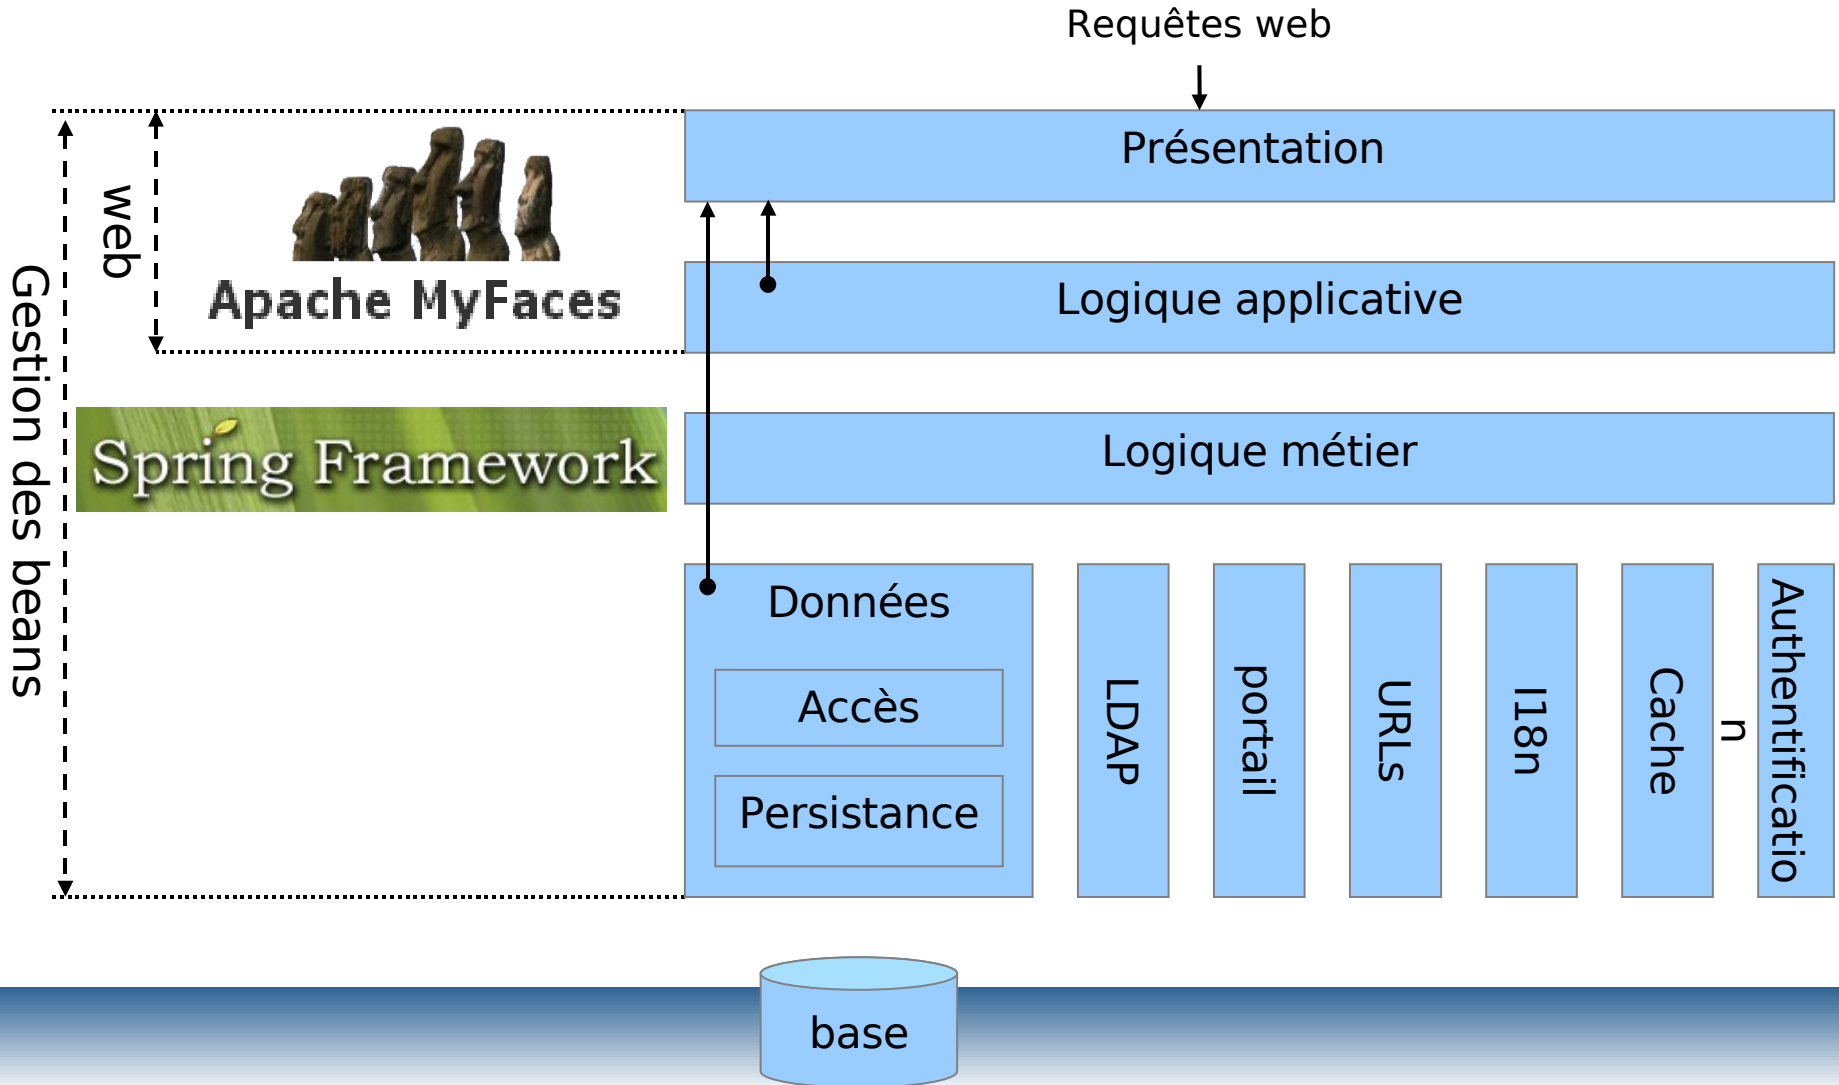 Requêtes web
Présentation
web
Apache MyFaces
Logique applicative
Gestion des beans
Spring Framework
Logique métier
Données
Accès
Persistance
LDAP
portail
URLs
I18n
Cache
Authentificatio
n
base